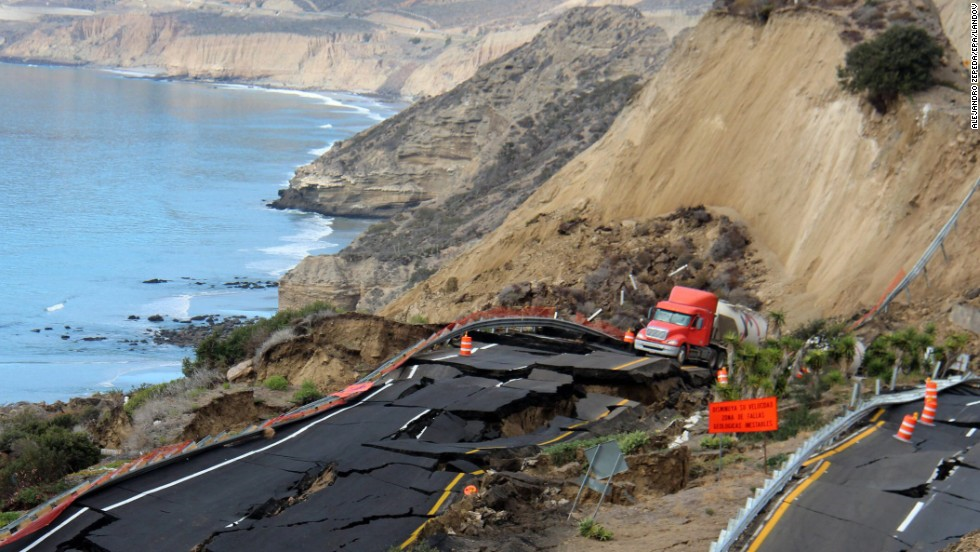 ALEJANDRO ZEPEDA/EPA/LANDOV
DISMINUYA SU VELOCIDAD
ZONA DE FALLAS
GEOLOGICAS INESTABLES